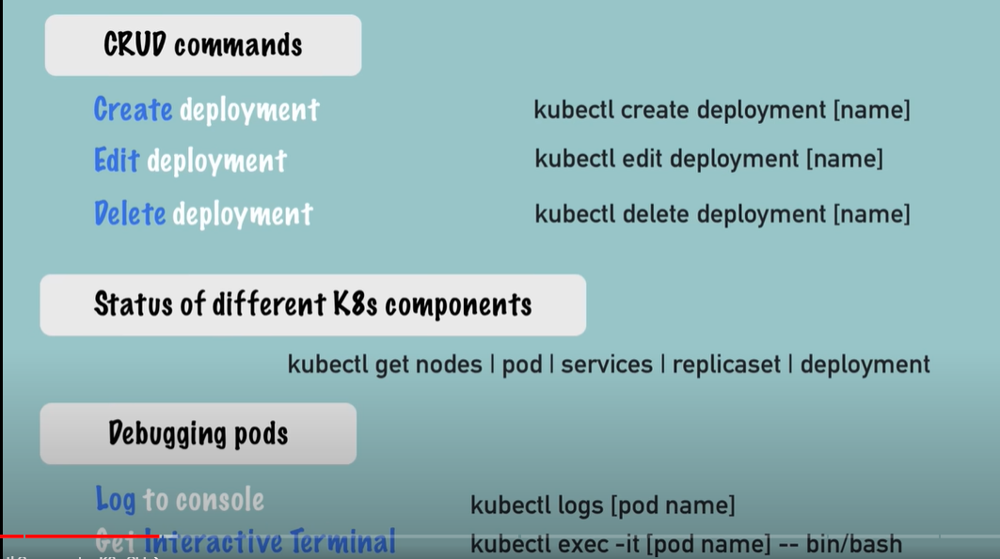 CRUD commands
Create deployment kubectl create deployment [name]
Edit deployment kubectl edit deployment [name]
Delete deployment kubectl delete deployment [name]
Status of different K8s components
kubectl get nodes | pod | services | replicaset | deployment
Debugging pods
Log to console kubectl logs [pod name]
Get Interactive Terminal kubectl exec -it [pod name] -- bin/bash